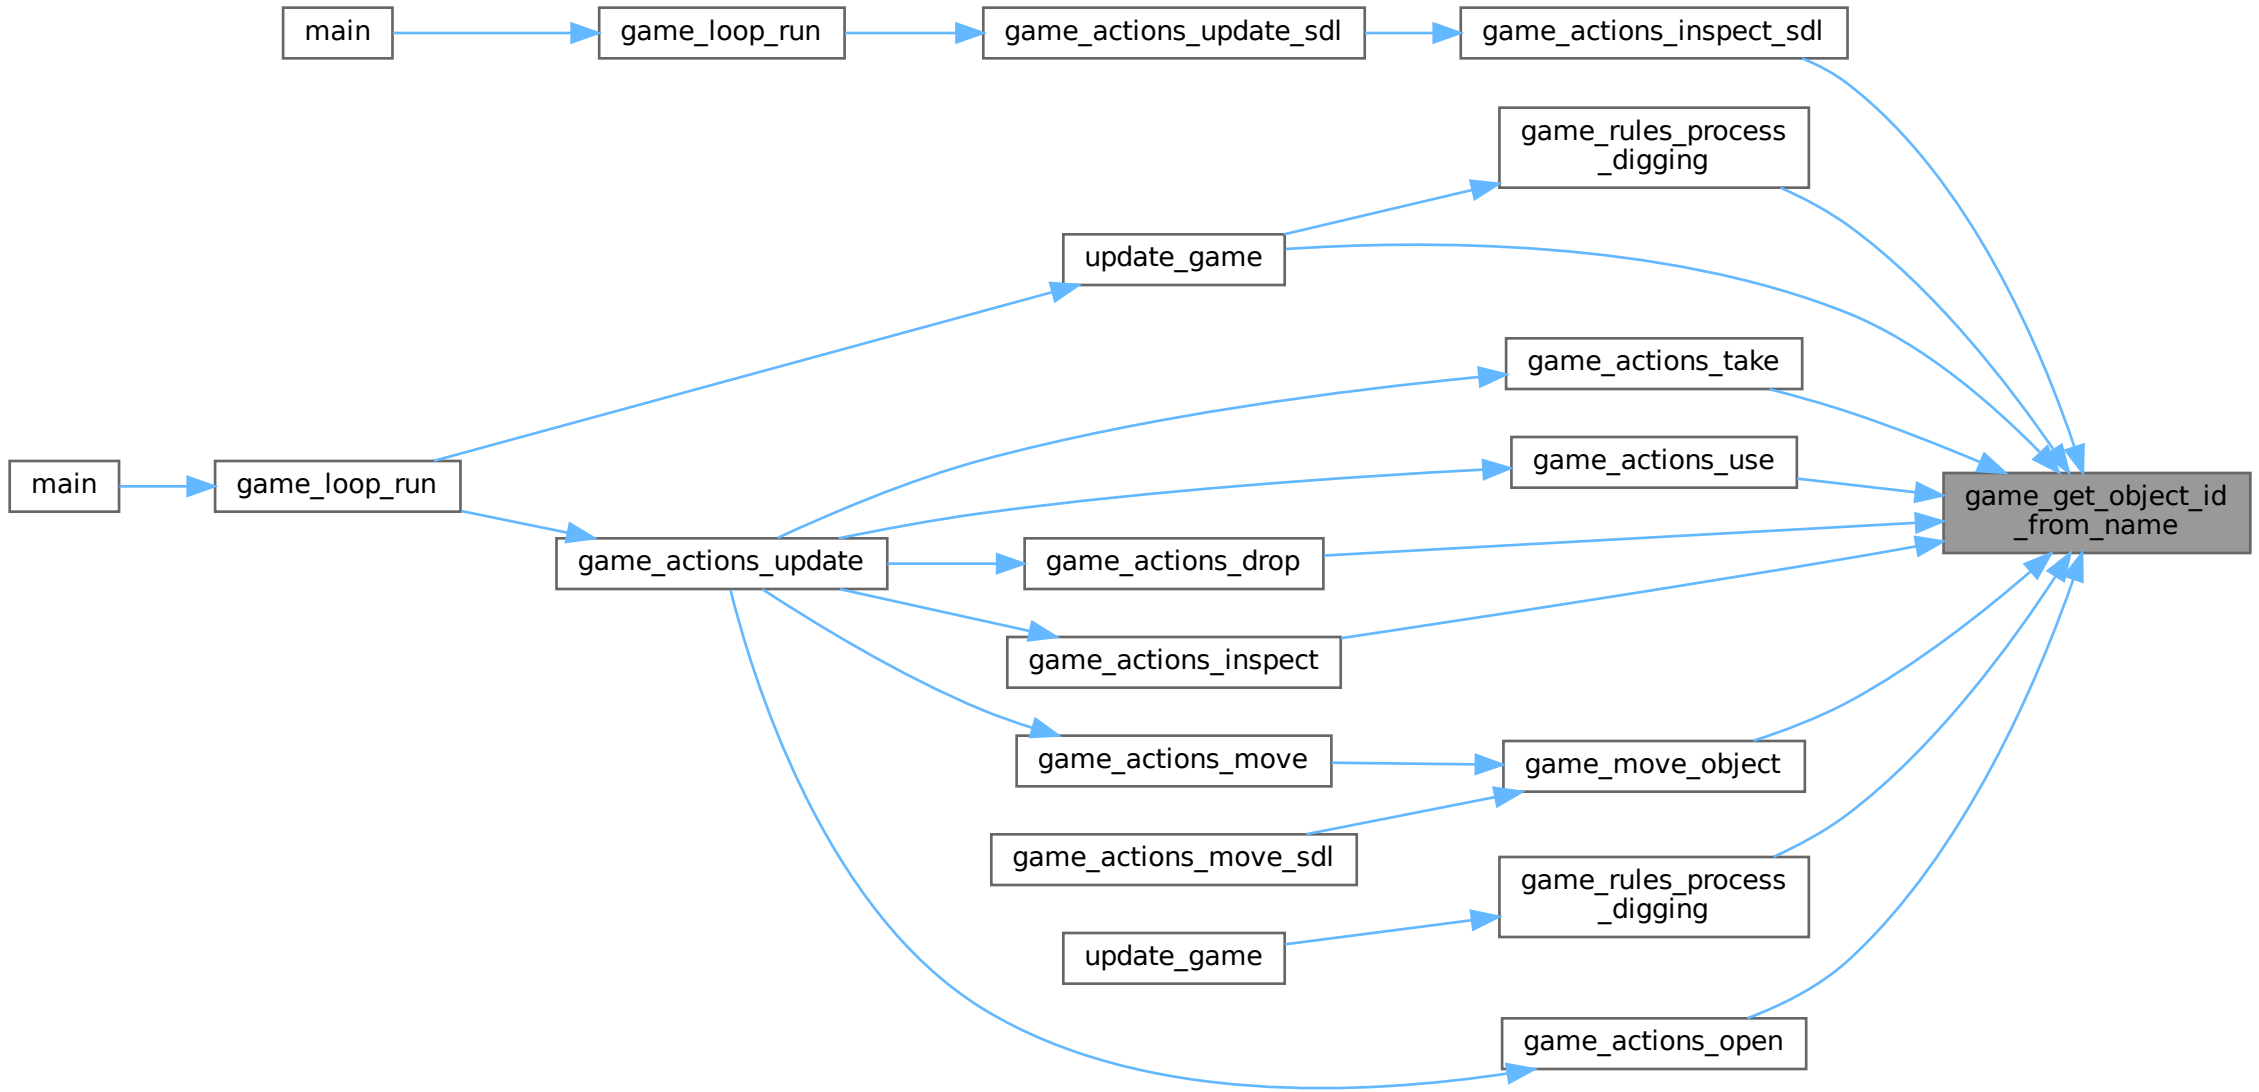 main
game_loop_run
game_actions_update_sdl
game_actions_inspect_sdl
game_rules_process
_digging
update_game
game_actions_take
game_actions_use
main
game_loop_run
game_get_object_id
_from_name
game_actions_update
game_actions_drop
game_actions_inspect
game_actions_move
game_move_object
game_actions_move_sdl
game_rules_process
_digging
update_game
game_actions_open